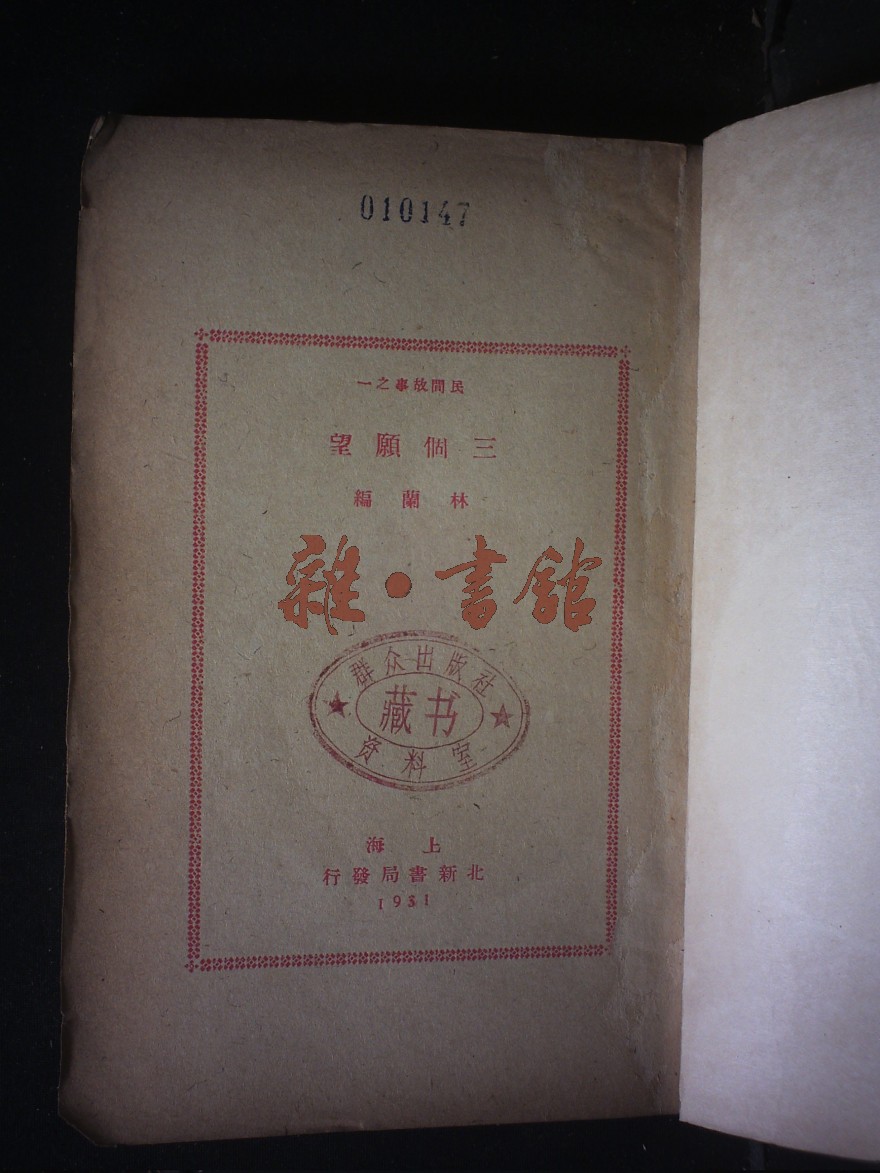 010147
民間故事之一
三個願望
林蘭編
雜·書館
群众出版社
藏书
资料室
上海
北新書局發行
1931